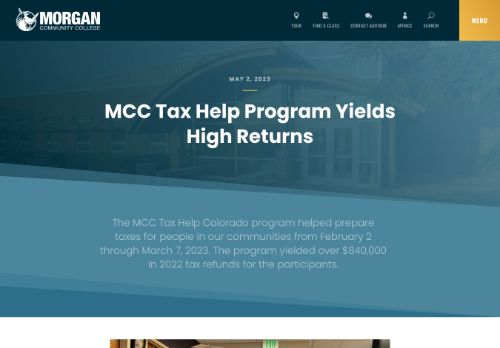 MORGAN
COMMUNITY COLLEGE
TOUR
FIND A CLASS
CONTACT ADVISOR
MYMCC
SEARCH
MENU
MAY 2, 2023
MCC Tax Help Program Yields
High Returns
The MCC Tax Help Colorado program helped prepare
taxes for people in our communities from February 2
through March 7, 2023. The program yielded over $840,000
in 2022 tax refunds for the participants.